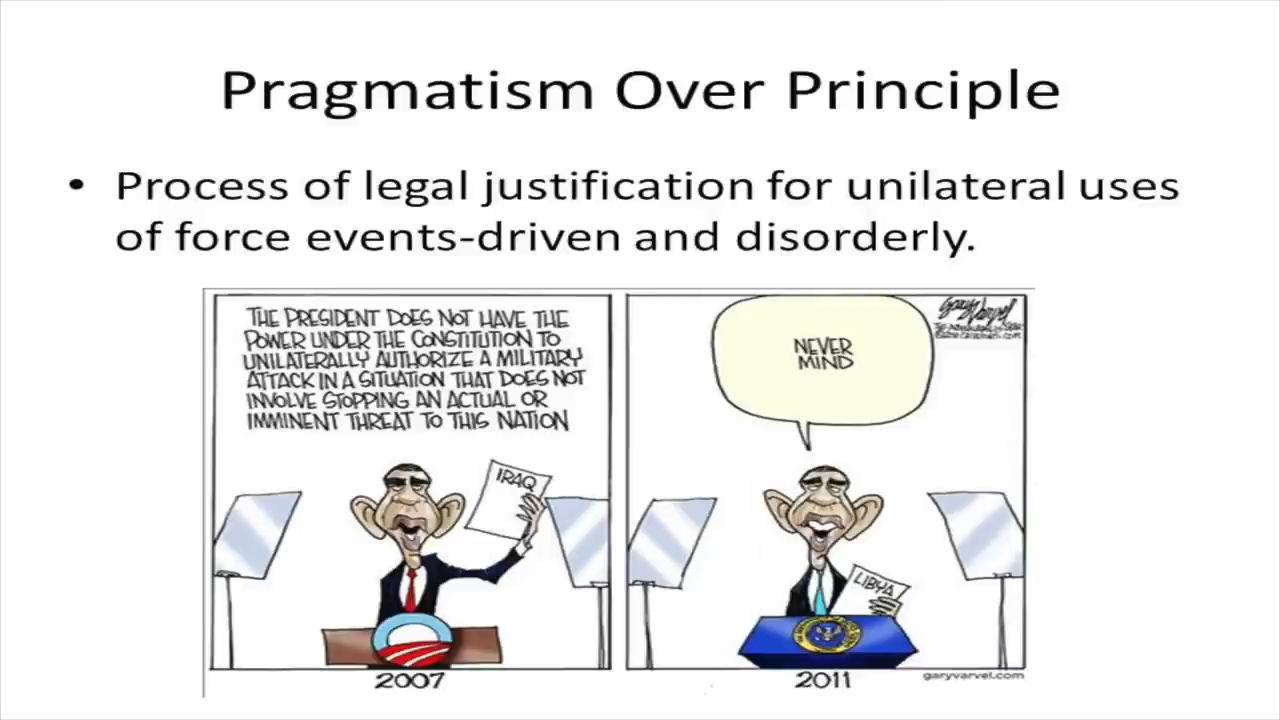 Pragmatism Over Principle
• Process of legal justification for unilateral uses
of force events-driven and disorderly.
THE PRESIDENT DOES NOT HAVE THE
POWER UNDER THE CONSTITUTION TO
UNILATERALLY AUTHORIZE A MILITARY
ATTACK IN A SITUATION THAT DOES NOT
INVOLVE STOPPING AN ACTUAL OR
IMMINENT THREAT TO THIS NATION
IRAQ
2007
NEVER
MIND
Gary Varvel
LIBYA
2011
garyvarvel.com